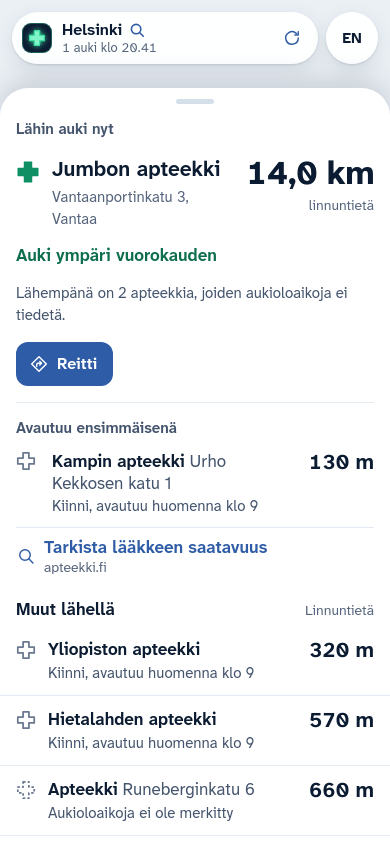 Helsinki
1 auki klo 20.41
EN
Lähin auki nyt
Jumbon apteekki
14,0 km
Vantaanportinkatu 3,
Vantaa
linnuntietä
Auki ympäri vuorokauden
Lähempänä on 2 apteekkia, joiden aukioloaikoja ei
tiedetä.
Reitti
Avautuu ensimmäisenä
Kampin apteekki Urho
Kekkosen katu 1
130 m
Kiinni, avautuu huomenna klo 9
Tarkista lääkkeen saatavuus
apteekki.fi
Muut lähellä
Linnuntietä
Yliopiston apteekki
320 m
Kiinni, avautuu huomenna klo 9
Hietalahden apteekki
570 m
Kiinni, avautuu huomenna klo 9
Apteekki Runeberginkatu 6
660 m
Aukioloaikoja ei ole merkitty